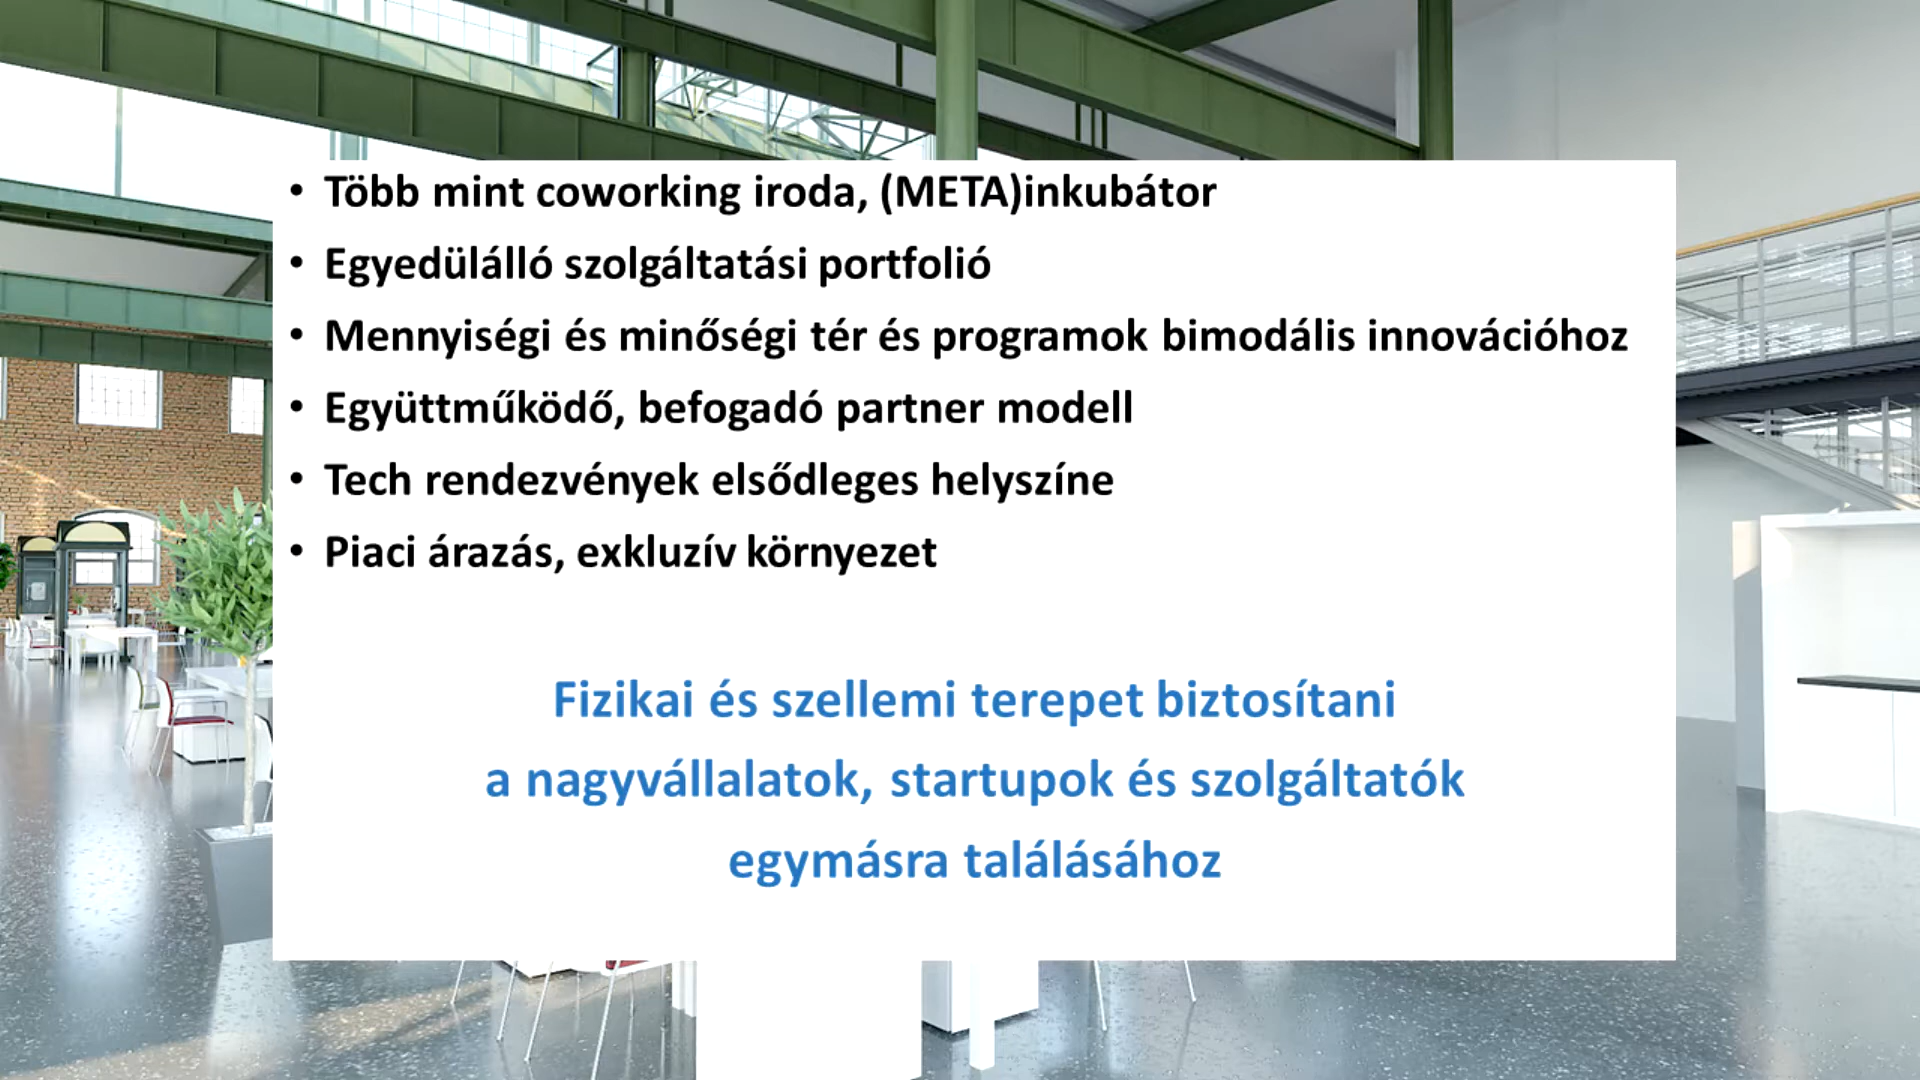 • Több mint coworking iroda, (META)inkubátor
• Egyedülálló szolgáltatási portfolió
• Mennyiségi és minőségi tér és programok bimodális innovációhoz
• Együttműködő, befogadó partner modell
• Tech rendezvények elsődleges helyszíne
• Piaci árazás, exkluzív környezet
Fizikai és szellemi terepet biztosítani
a nagyvállalatok, startupok és szolgáltatók
egymásra találásához